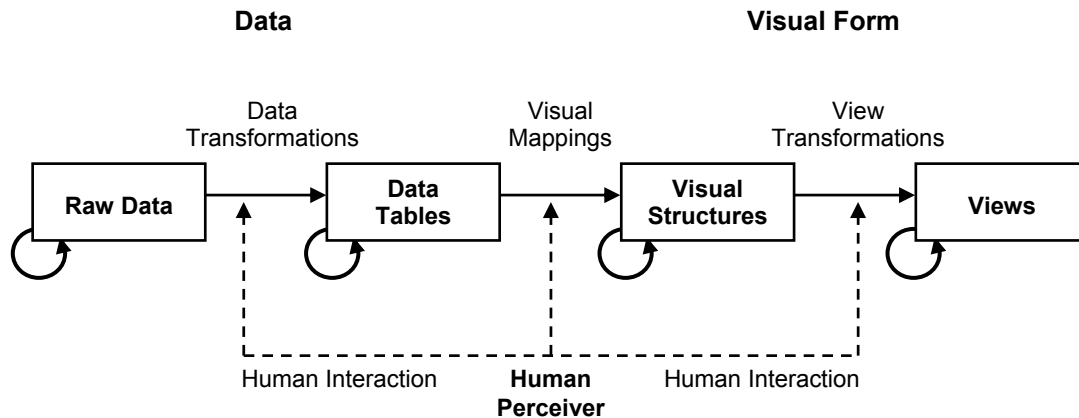 Data
Visual Form
Data
Transformations
Visual
Mappings
View
Transformations
Raw Data
Data
Tables
Visual
Structures
Views
Human Interaction
Human
Perceiver
Human Interaction